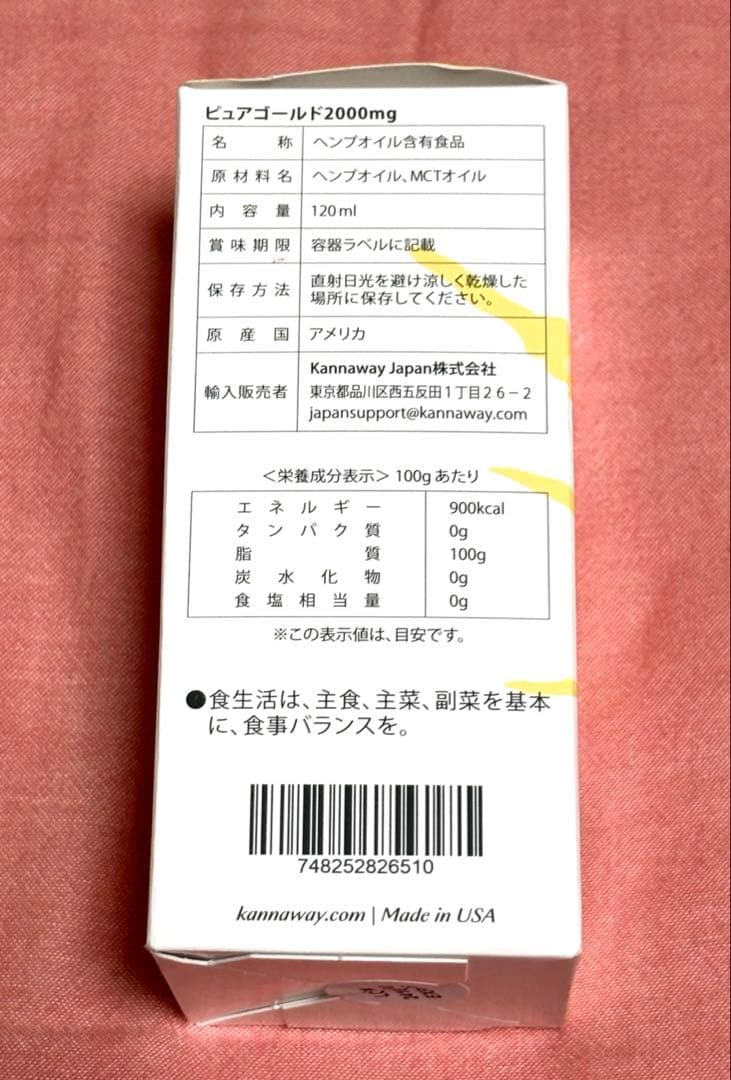 ピュアゴールド2000mg
名称 ヘンプオイル含有食品
原材料名 ヘンプオイル、MCTオイル
内容量 120ml
賞味期限 容器ラベルに記載
保存方法 直射日光を避け涼しく乾燥した
場所に保存してください。
原産国 アメリカ
輸入販売者 Kannaway Japan株式会社
東京都品川区西五反田1丁目26−2
japansupport@kannaway.com
＜栄養成分表示＞ 100gあたり
エネルギー 900kcal
タンパク質 0g
脂質 100g
炭水化物 0g
食塩相当量 0g
※この表示値は、目安です。
●食生活は、主食、主菜、副菜を基本
に、食事バランスを。
748252826510
kannaway.com | Made in USA